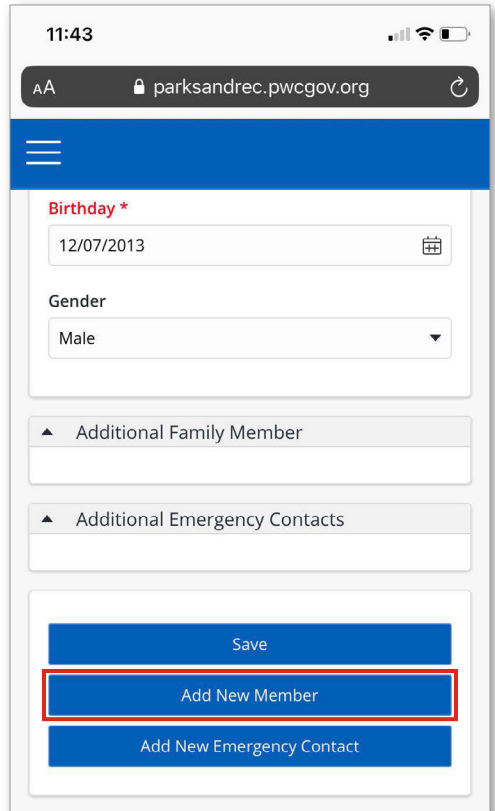 11:43
AA parksandrec.pwcgov.org
Birthday *
12/07/2013
Gender
Male
Additional Family Member
Additional Emergency Contacts
Save
Add New Member
Add New Emergency Contact